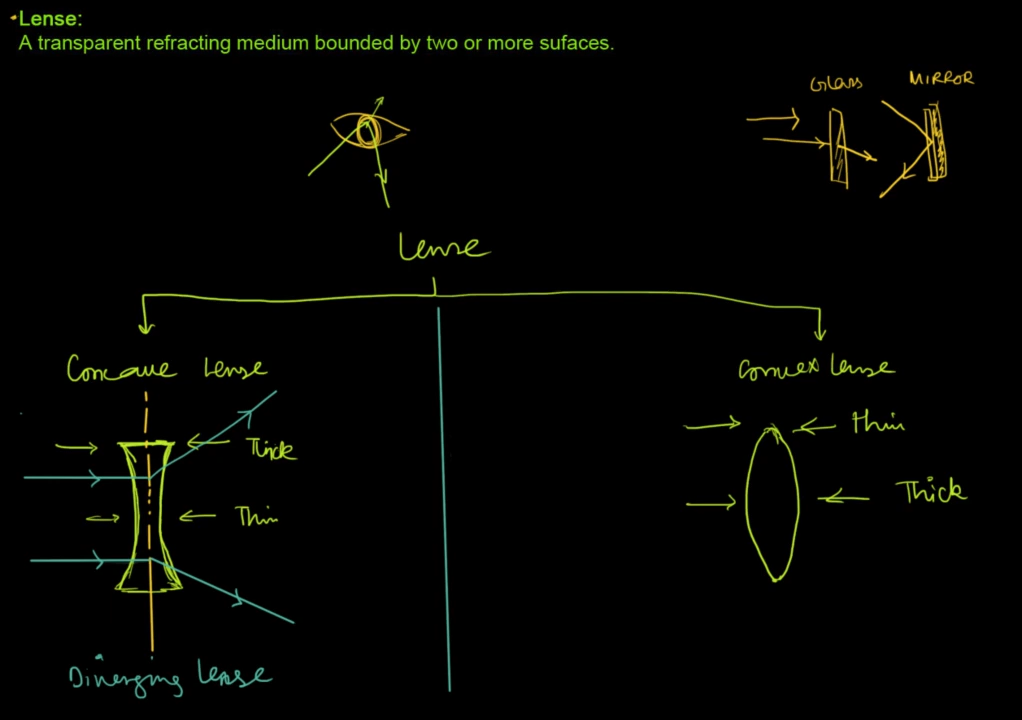 Lense:
A transparent refracting medium bounded by two or more sufaces.
Glass
MIRROR
Lense
Concave Lense
Convex lense
Thick
Thin
thin
Thick
Diverging lense